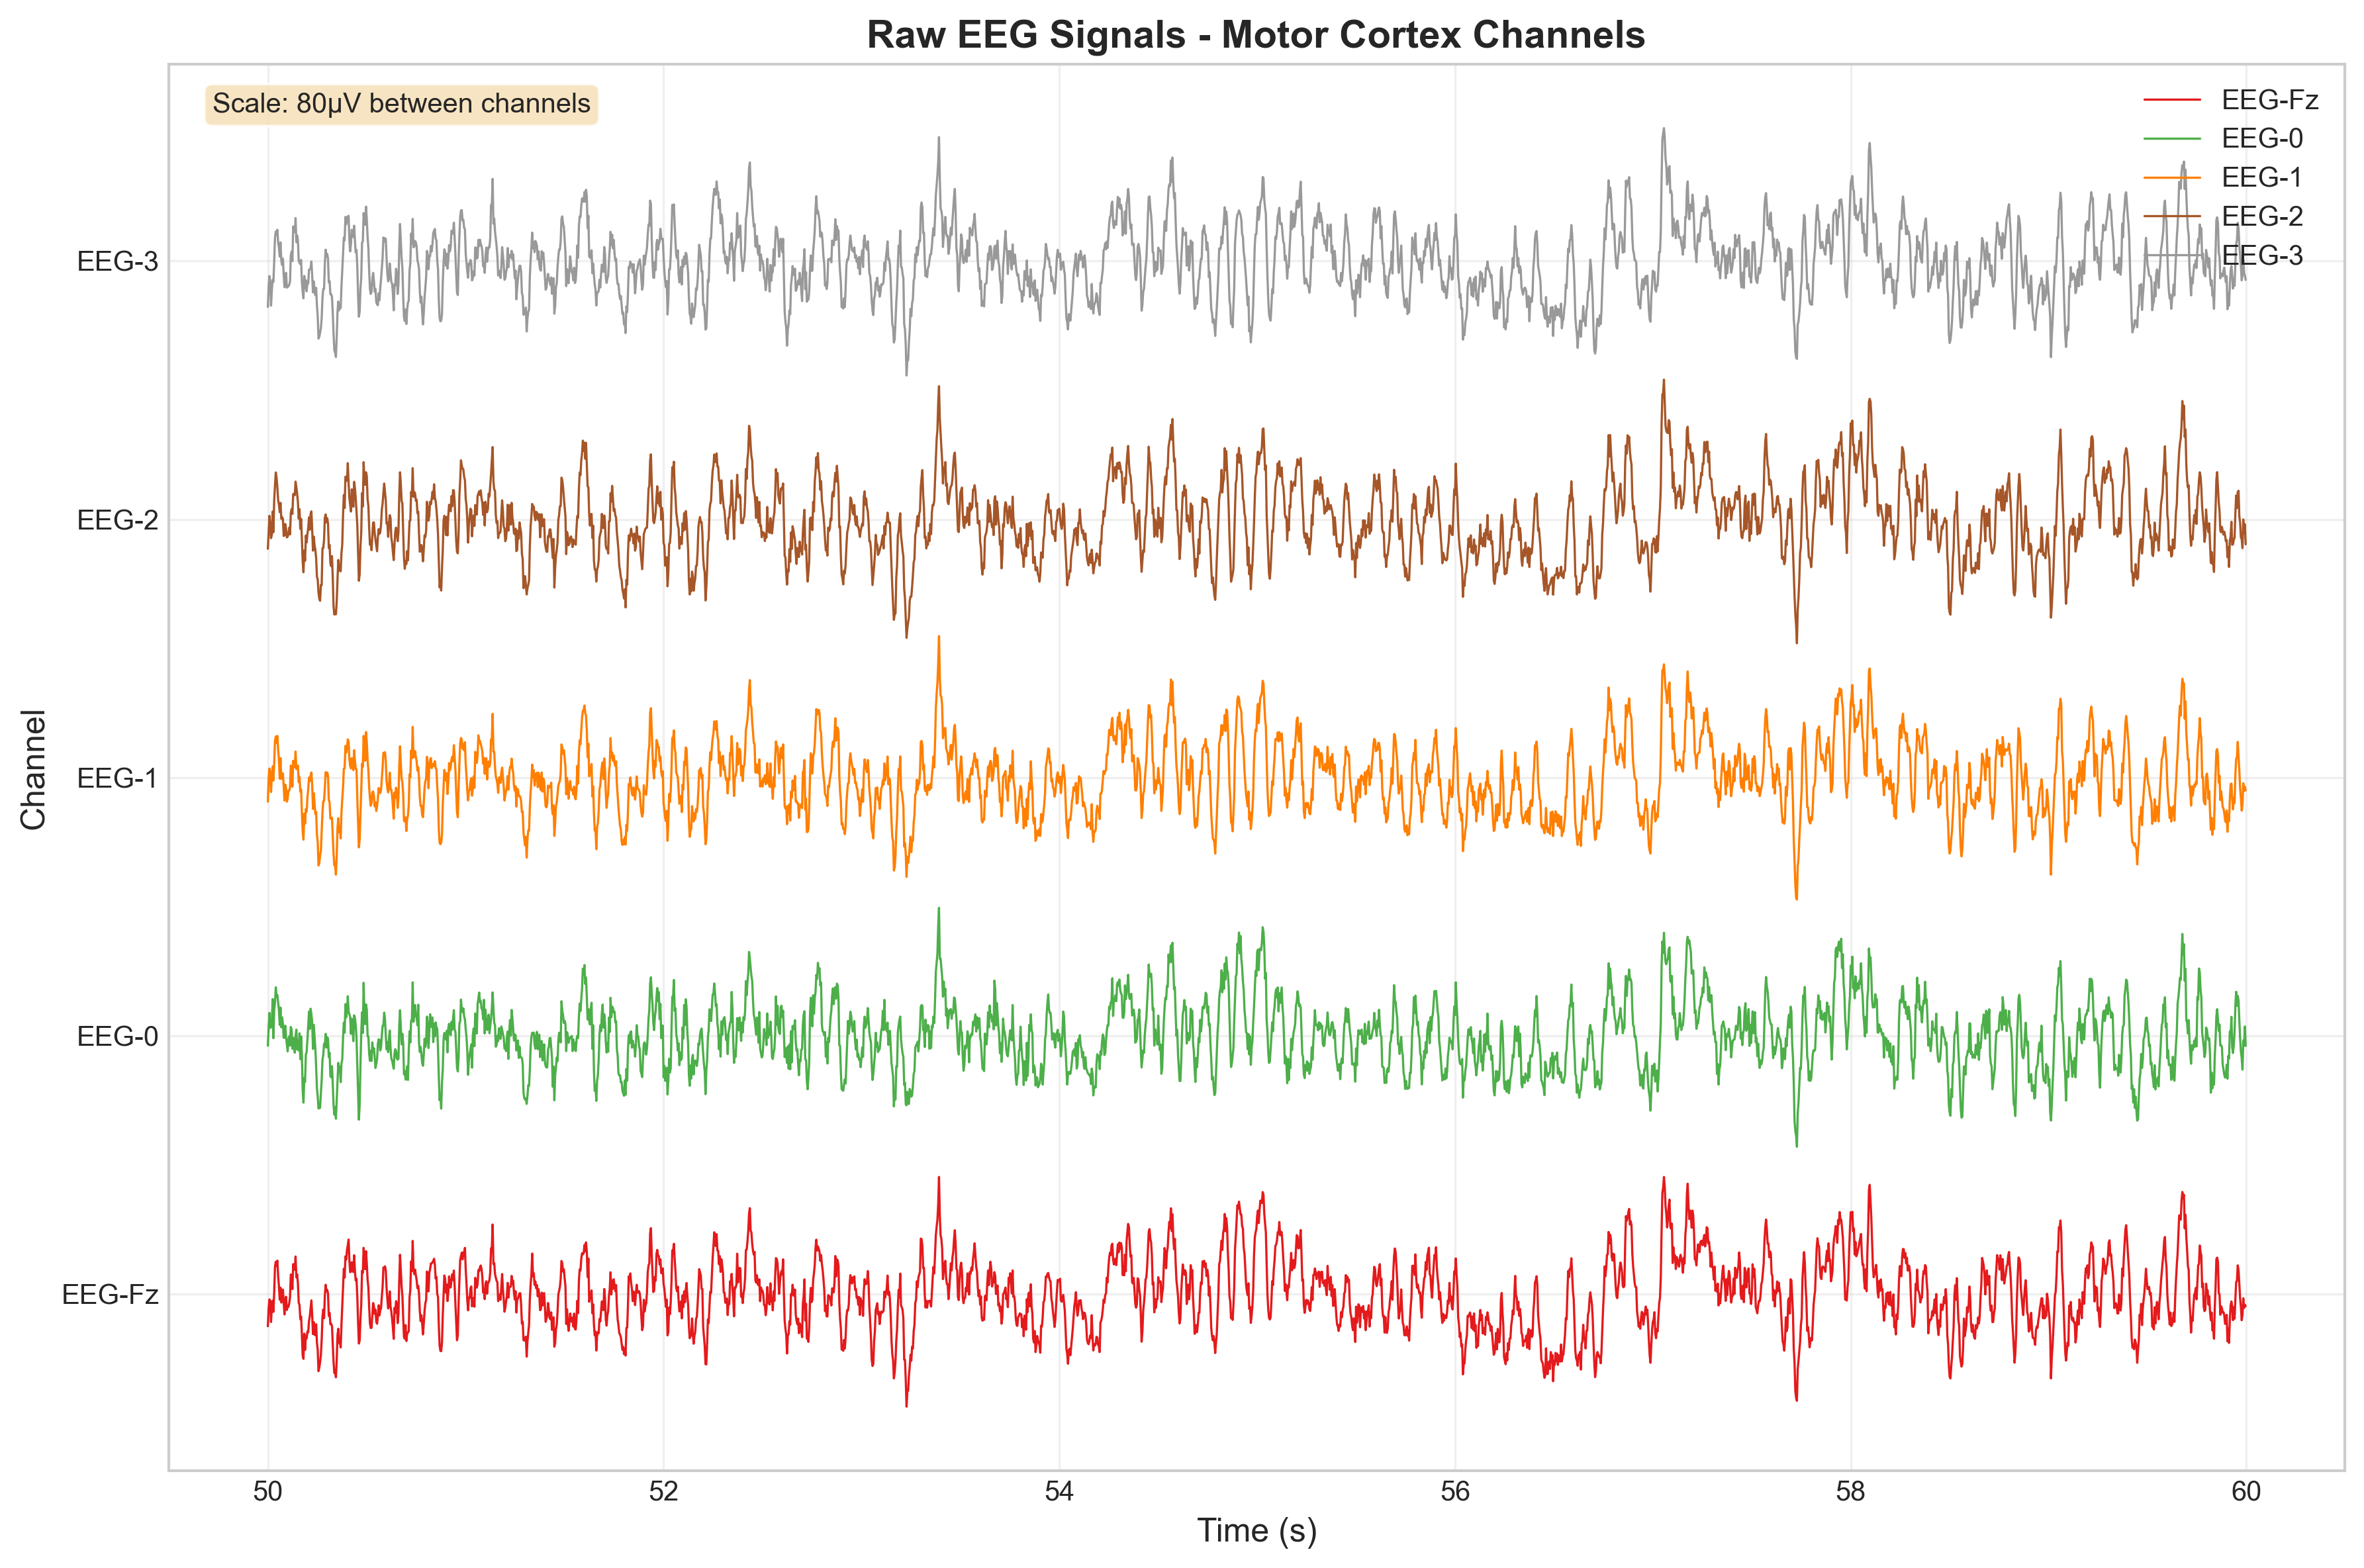 Raw EEG Signals - Motor Cortex Channels
Scale: 80µV between channels
EEG-Fz
EEG-0
EEG-1
EEG-2
EEG-3
EEG-3
EEG-2
EEG-1
EEG-0
EEG-Fz
Channel
50 52 54 56 58 60
Time (s)